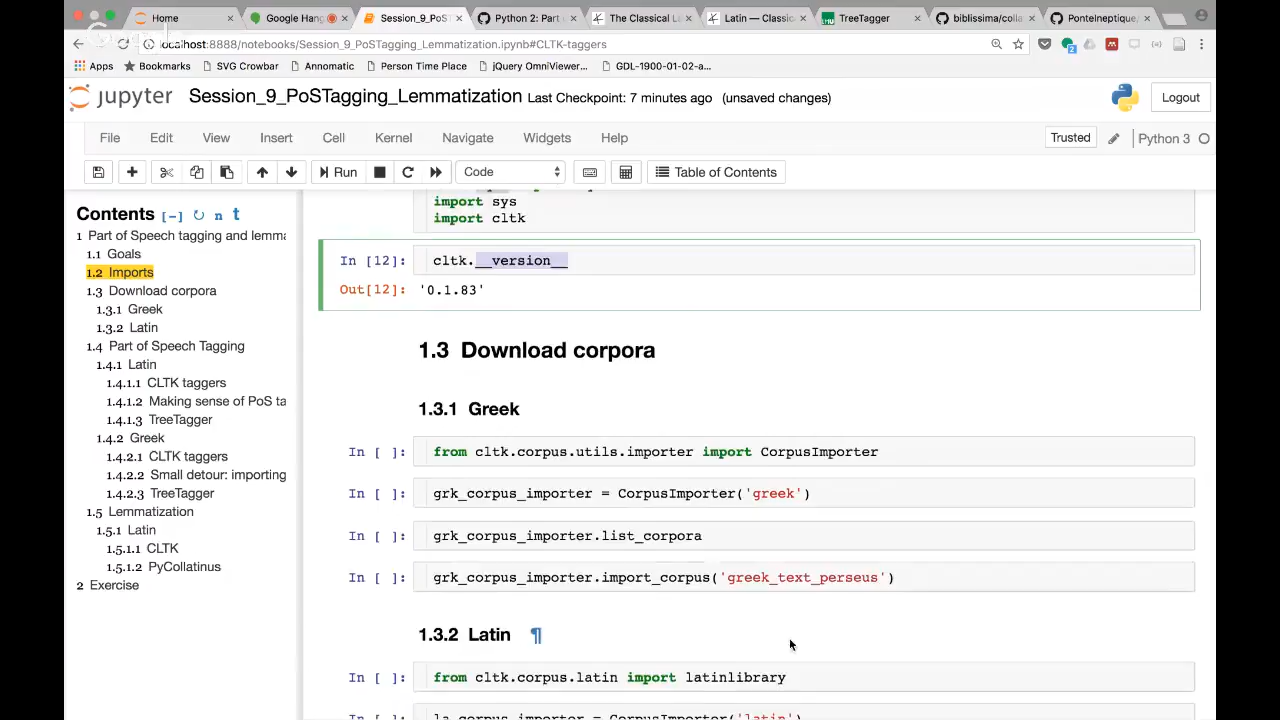 Home
Google Hang
Session_9_PoST
Python 2: Part
The Classical La
Latin — Classic
TreeTagger
biblissima/colla
PonteIneptique
localhost:8888/notebooks/Session_9_PoSTagging_Lemmatization.ipynb#CLTK-taggers
Apps
Bookmarks
SVG Crowbar
Annomatic
Person Time Place
jQuery OmniViewer...
GDL-1900-01-02-a...
jupyter
Session_9_PoSTagging_Lemmatization Last Checkpoint: 7 minutes ago (unsaved changes)
Logout
File Edit View Insert Cell Kernel Navigate Widgets Help
Trusted
Python 3
Run
Code
Table of Contents
Contents [-] n t
1 Part of Speech tagging and lemma
1.1 Goals
1.2 Imports
1.3 Download corpora
1.3.1 Greek
1.3.2 Latin
1.4 Part of Speech Tagging
1.4.1 Latin
1.4.1.1 CLTK taggers
1.4.1.2 Making sense of PoS ta
1.4.1.3 TreeTagger
1.4.2 Greek
1.4.2.1 CLTK taggers
1.4.2.2 Small detour: importing
1.4.2.3 TreeTagger
1.5 Lemmatization
1.5.1 Latin
1.5.1.1 CLTK
1.5.1.2 PyCollatinus
2 Exercise
import sys
import cltk
In [12]: cltk.__version__
Out[12]: '0.1.83'
1.3 Download corpora
1.3.1 Greek
In [ ]: from cltk.corpus.utils.importer import CorpusImporter
In [ ]: grk_corpus_importer = CorpusImporter('greek')
In [ ]: grk_corpus_importer.list_corpora
In [ ]: grk_corpus_importer.import_corpus('greek_text_perseus')
1.3.2 Latin ¶
In [ ]: from cltk.corpus.latin import latinlibrary
In [ ]: la_corpus_importer = CorpusImporter('latin')